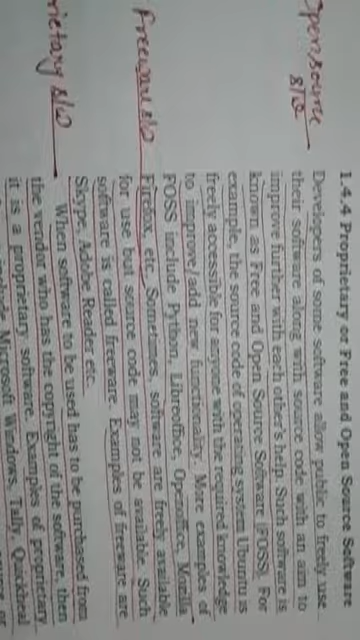 1.4.4 Proprietary or Free and Open Source Software
Developers of some software allow public to freely use
their software along with source code with an aim to
improve further with each other's help. Such software is
known as Free and Open Source Software (FOSS). For
example, the source code of operating system Ubuntu is
freely accessible for anyone with the required knowledge
to improve/add new functionality. More examples of
FOSS include Python, Libreoffice, Openoffice, Mozilla
Firefox, etc. Sometimes, software are freely available
for use but source code may not be available. Such
software is called freeware. Examples of freeware are
Skype, Adobe Reader etc.
When software to be used has to be purchased from
the vendor who has the copyright of the software, then
it is a proprietary software. Examples of proprietary
Microsoft Windows, Tally, Quickheal
opensource
S/W
freeware S/W
rietary S/W